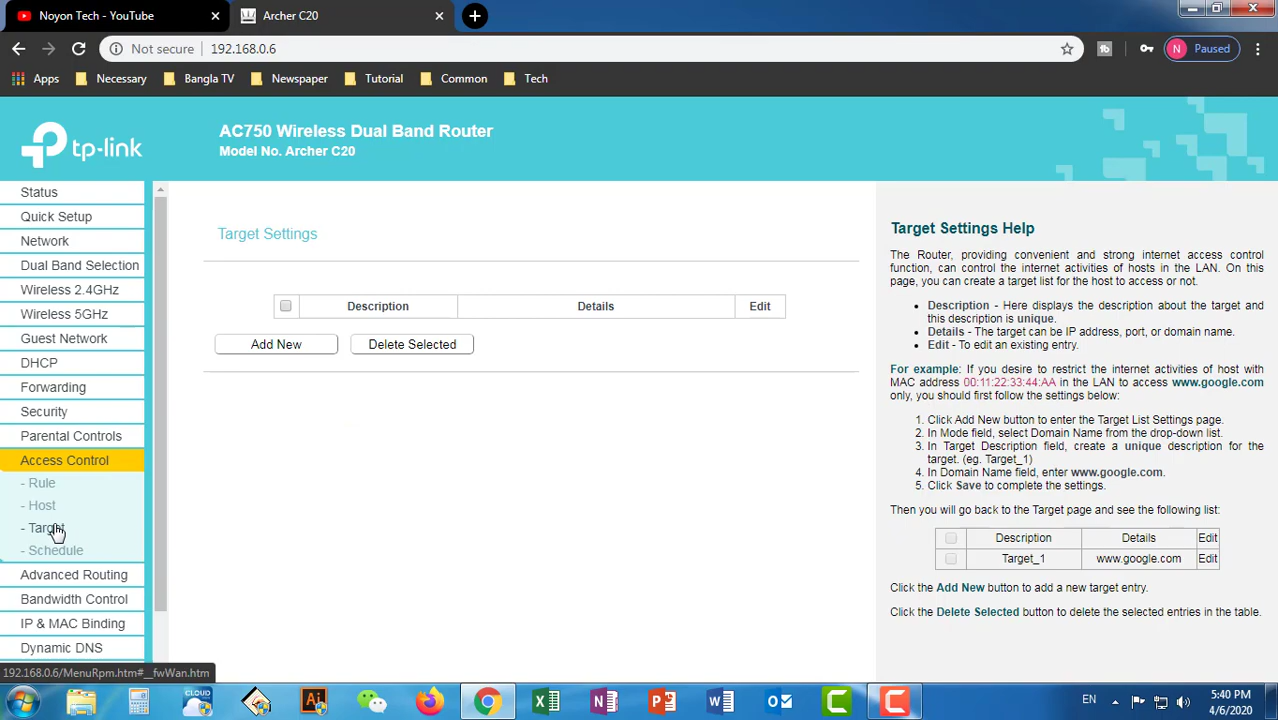 Noyon Tech - YouTube
Archer C20
Not secure
192.168.0.6
N Paused
Apps
Necessary
Bangla TV
Newspaper
Tutorial
Common
Tech
tp-link
AC750 Wireless Dual Band Router
Model No. Archer C20
Status
Quick Setup
Network
Dual Band Selection
Wireless 2.4GHz
Wireless 5GHz
Guest Network
DHCP
Forwarding
Security
Parental Controls
Access Control
- Rule
- Host
- Target
- Schedule
Advanced Routing
Bandwidth Control
IP & MAC Binding
Dynamic DNS
192.168.0.6/MenuRpm.htm#__fwWan.htm
Target Settings
Description Details Edit
Add New Delete Selected
Target Settings Help
The Router, providing convenient and strong internet access control
function, can control the internet activities of hosts in the LAN. On this
page, you can create a target list for the host to access or not.
Description - Here displays the description about the target and
this description is unique.
Details - The target can be IP address, port, or domain name.
Edit - To edit an existing entry.
For example: If you desire to restrict the internet activities of host with
MAC address 00:11:22:33:44:AA in the LAN to access www.google.com
only, you should first follow the settings below:
1. Click Add New button to enter the Target List Settings page.
2. In Mode field, select Domain Name from the drop-down list.
3. In Target Description field, create a unique description for the
target. (eg. Target_1)
4. In Domain Name field, enter www.google.com.
5. Click Save to complete the settings.
Then you will go back to the Target page and see the following list:
Description Details Edit
Target_1 www.google.com Edit
Click the Add New button to add a new target entry.
Click the Delete Selected button to delete the selected entries in the table.
CLOUD
Ai
X
N
P
W
O
C
C
EN
5:40 PM
4/6/2020